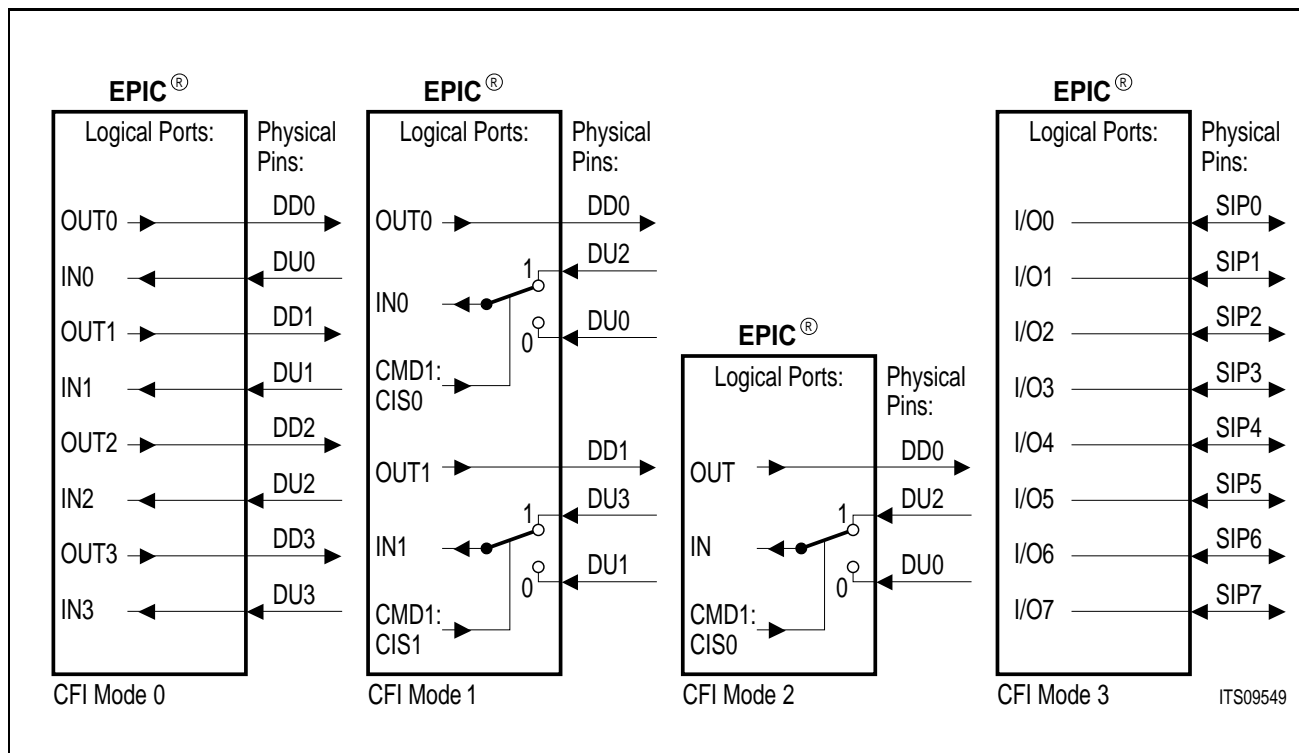 EPIC®
Logical Ports:
Physical
Pins:
OUT0
DD0
IN0
DU0
OUT1
DD1
IN1
DU1
OUT2
DD2
IN2
DU2
OUT3
DD3
IN3
DU3
CFI Mode 0
EPIC®
Logical Ports:
Physical
Pins:
OUT0
DD0
1
DU2
IN0
0
DU0
CMD1:
CIS0
OUT1
DD1
1
DU3
IN1
0
DU1
CMD1:
CIS1
CFI Mode 1
EPIC®
Logical Ports:
Physical
Pins:
OUT
DD0
1
DU2
IN
0
DU0
CMD1:
CIS0
CFI Mode 2
EPIC®
Logical Ports:
Physical
Pins:
I/O0
SIP0
I/O1
SIP1
I/O2
SIP2
I/O3
SIP3
I/O4
SIP4
I/O5
SIP5
I/O6
SIP6
I/O7
SIP7
CFI Mode 3
ITS09549